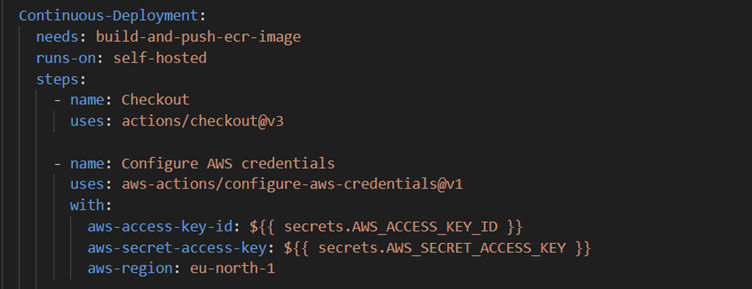 Continuous-Deployment:
needs: build-and-push-ecr-image
runs-on: self-hosted
steps:
- name: Checkout
uses: actions/checkout@v3
- name: Configure AWS credentials
uses: aws-actions/configure-aws-credentials@v1
with:
aws-access-key-id: ${{ secrets.AWS_ACCESS_KEY_ID }}
aws-secret-access-key: ${{ secrets.AWS_SECRET_ACCESS_KEY }}
aws-region: eu-north-1